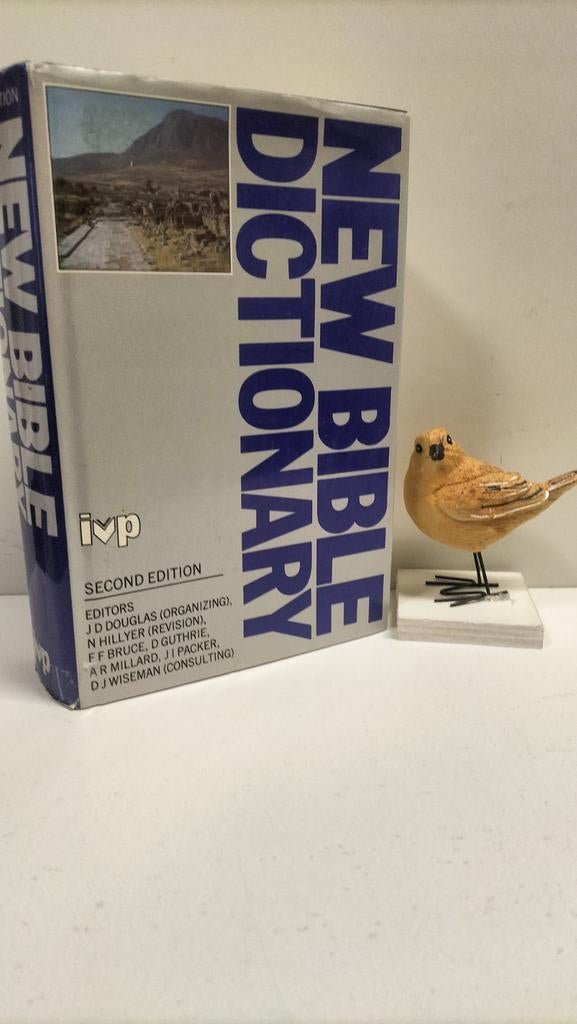 NEW BIBLE
DICTIONARY
ivp
SECOND EDITION
EDITORS
J D DOUGLAS (ORGANIZING),
N HILLYER (REVISION),
F F BRUCE, D GUTHRIE,
A R MILLARD, J I PACKER,
D J WISEMAN (CONSULTING)
NEW BIBLE
DICTIONARY
ivp